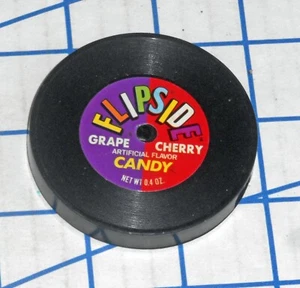 FLIPSIDE
GRAPE CHERRY
ARTIFICIAL FLAVOR
CANDY
NET WT 0.4 OZ.